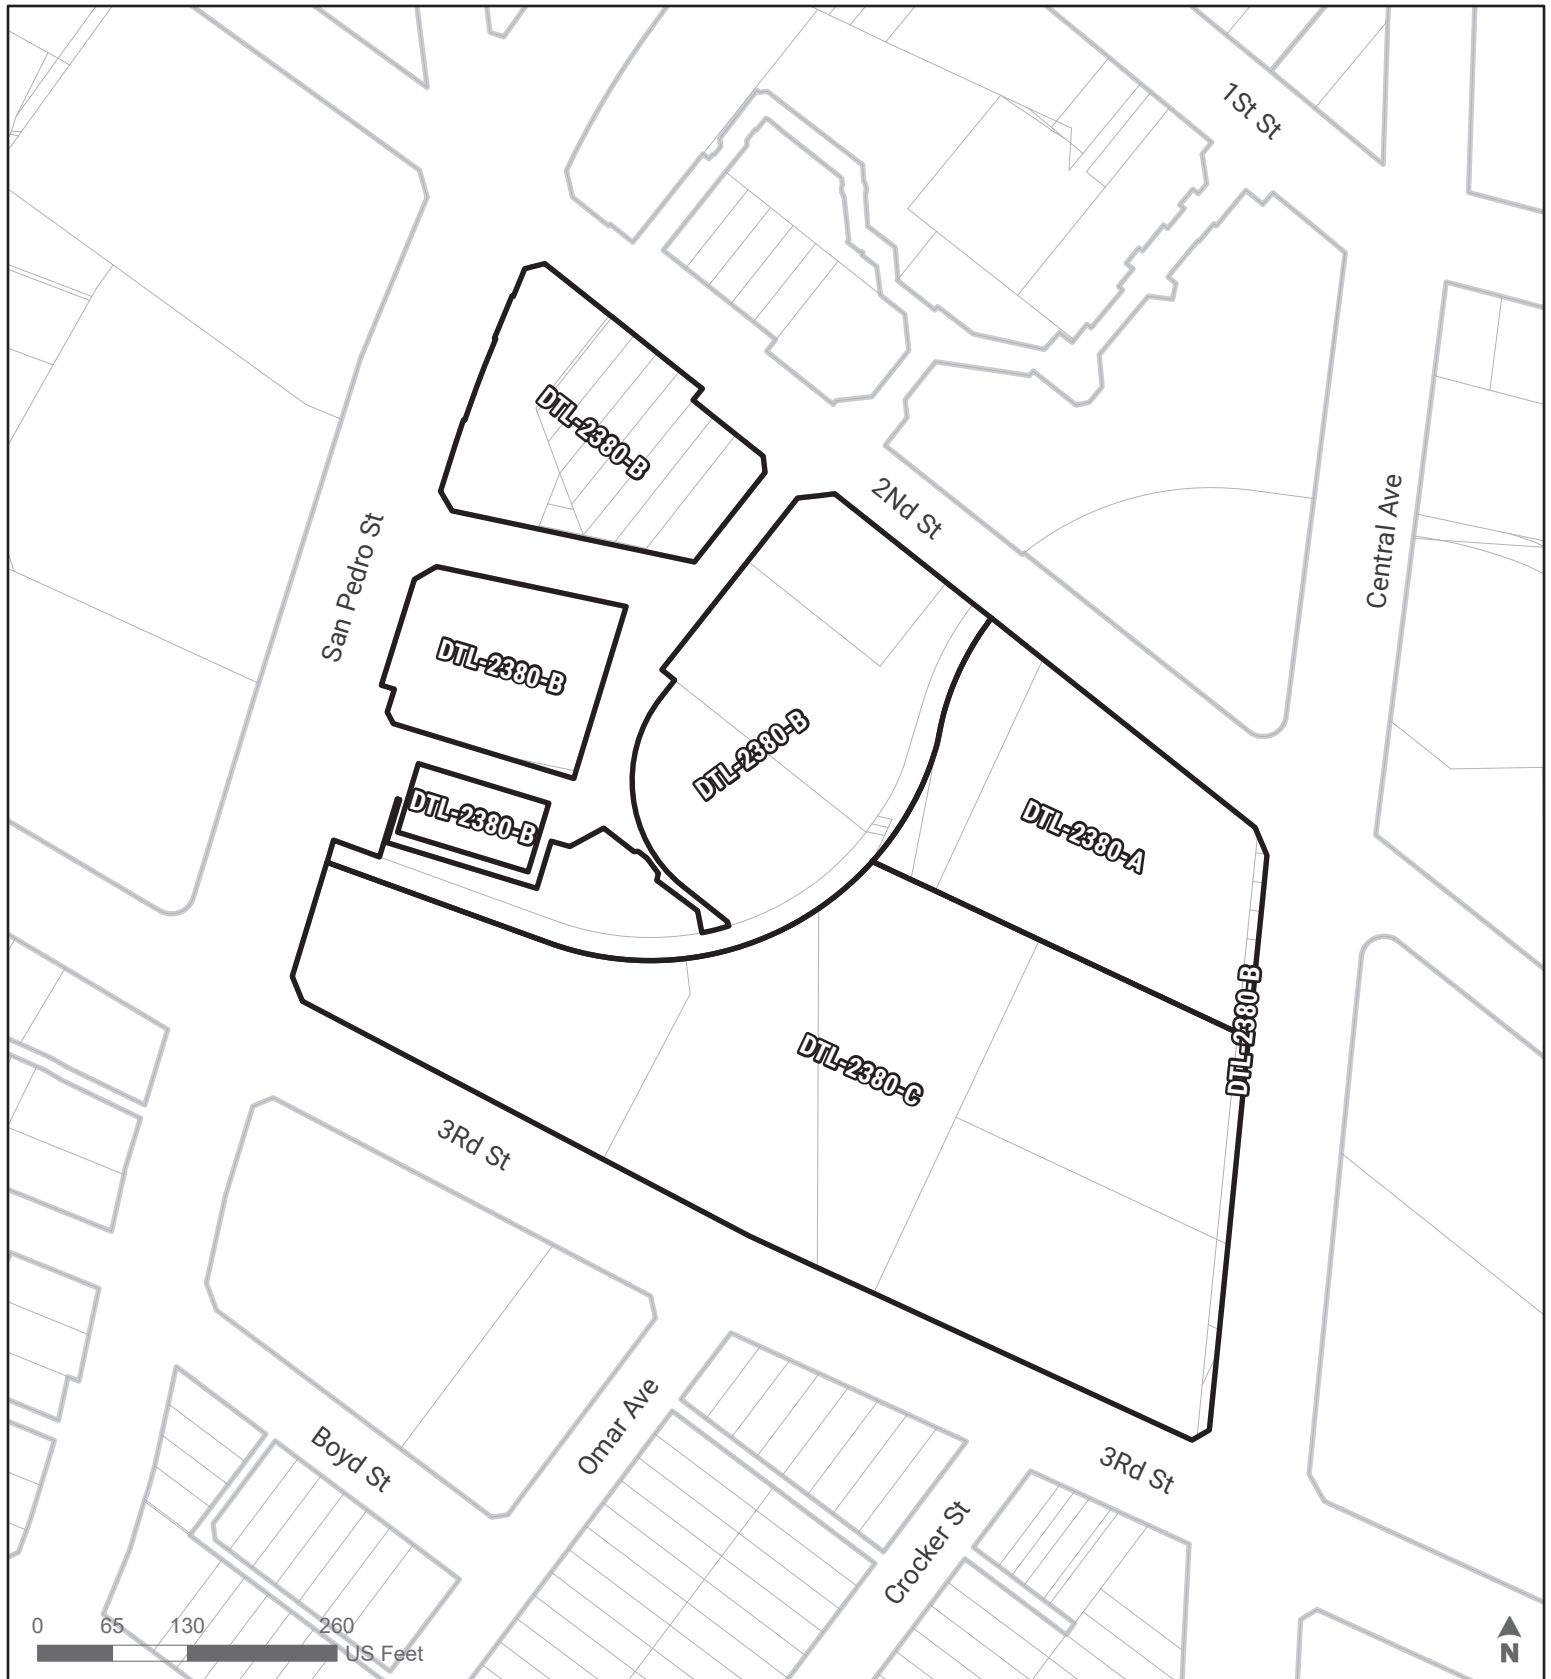 1St St
DTL-2380-B
2Nd St
Central Ave
San Pedro St
DTL-2380-B
DTL-2380-B
DTL-2380-B
DTL-2380-A
DTL-2380-B
DTL-2380-C
3Rd St
Omar Ave
Boyd St
3Rd St
Crocker St
0 65 130 260
US Feet
N